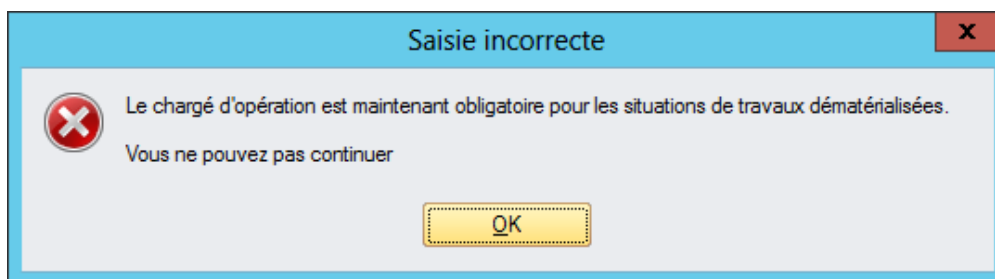 Saisie incorrecte
x
Le chargé d'opération est maintenant obligatoire pour les situations de travaux dématérialisées.
Vous ne pouvez pas continuer
OK